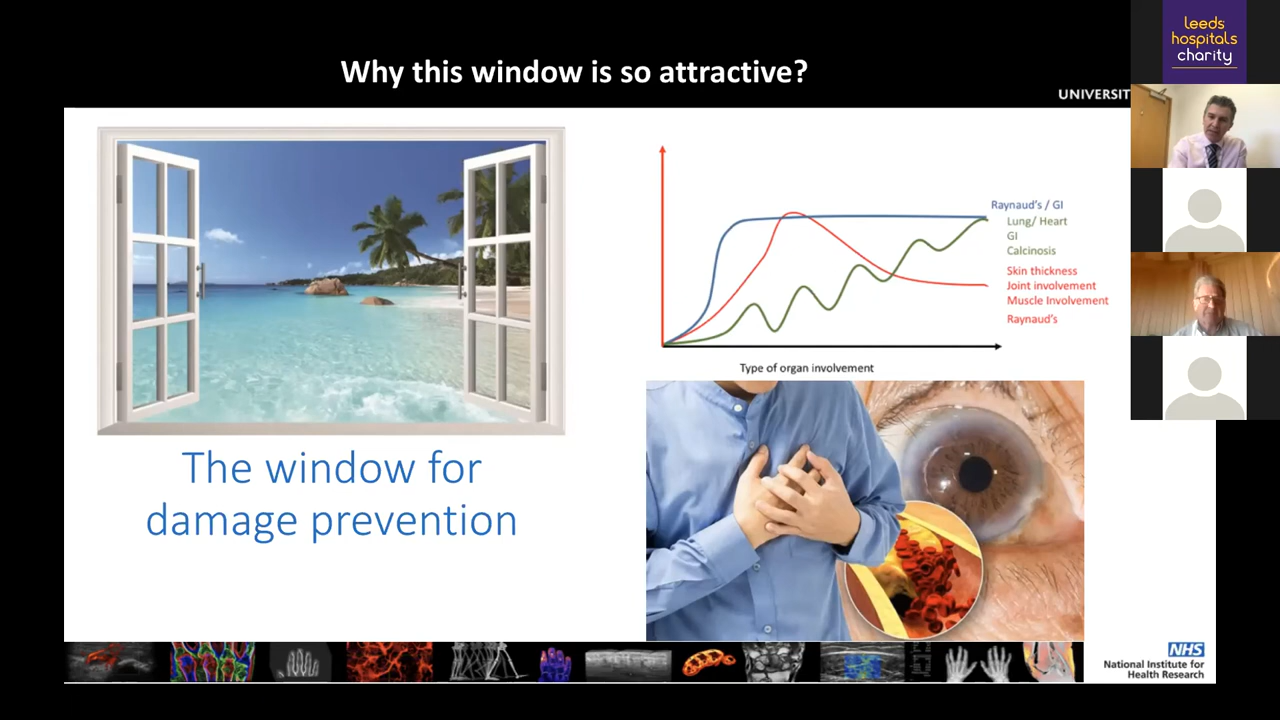 Why this window is so attractive?
UNIVERSIT
leeds
hospitals
charity
Raynaud's / GI
Lung/ Heart
GI
Calcinosis
Skin thickness
Joint involvement
Muscle Involvement
Raynaud's
Type of organ involvement
The window for
damage prevention
NHS
National Institute for
Health Research